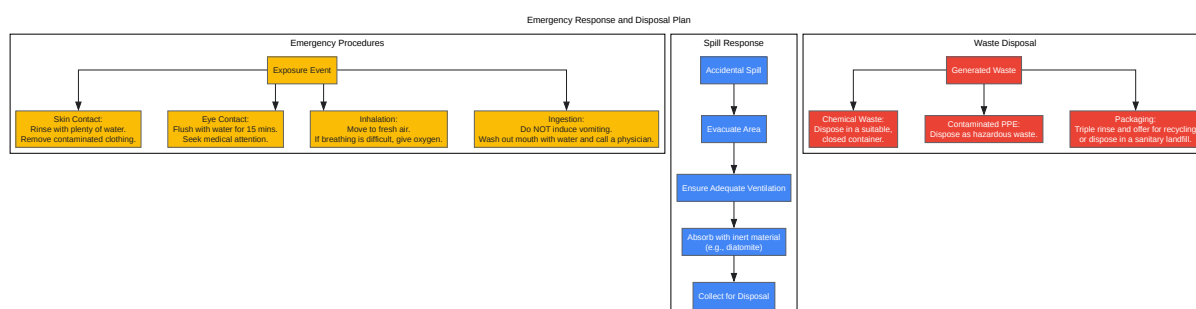 Emergency Response and Disposal Plan
Emergency Procedures
Exposure Event
Skin Contact:
Rinse with plenty of water.
Remove contaminated clothing.
Eye Contact:
Flush with water for 15 mins.
Seek medical attention.
Inhalation:
Move to fresh air.
If breathing is difficult, give oxygen.
Ingestion:
Do NOT induce vomiting.
Wash out mouth with water and call a physician.
Spill Response
Accidental Spill
Evacuate Area
Ensure Adequate Ventilation
Absorb with inert material
(e.g., diatomite)
Collect for Disposal
Waste Disposal
Generated Waste
Chemical Waste:
Dispose in a suitable,
closed container.
Contaminated PPE:
Dispose as hazardous waste.
Packaging:
Triple rinse and offer for recycling
or dispose in a sanitary landfill.